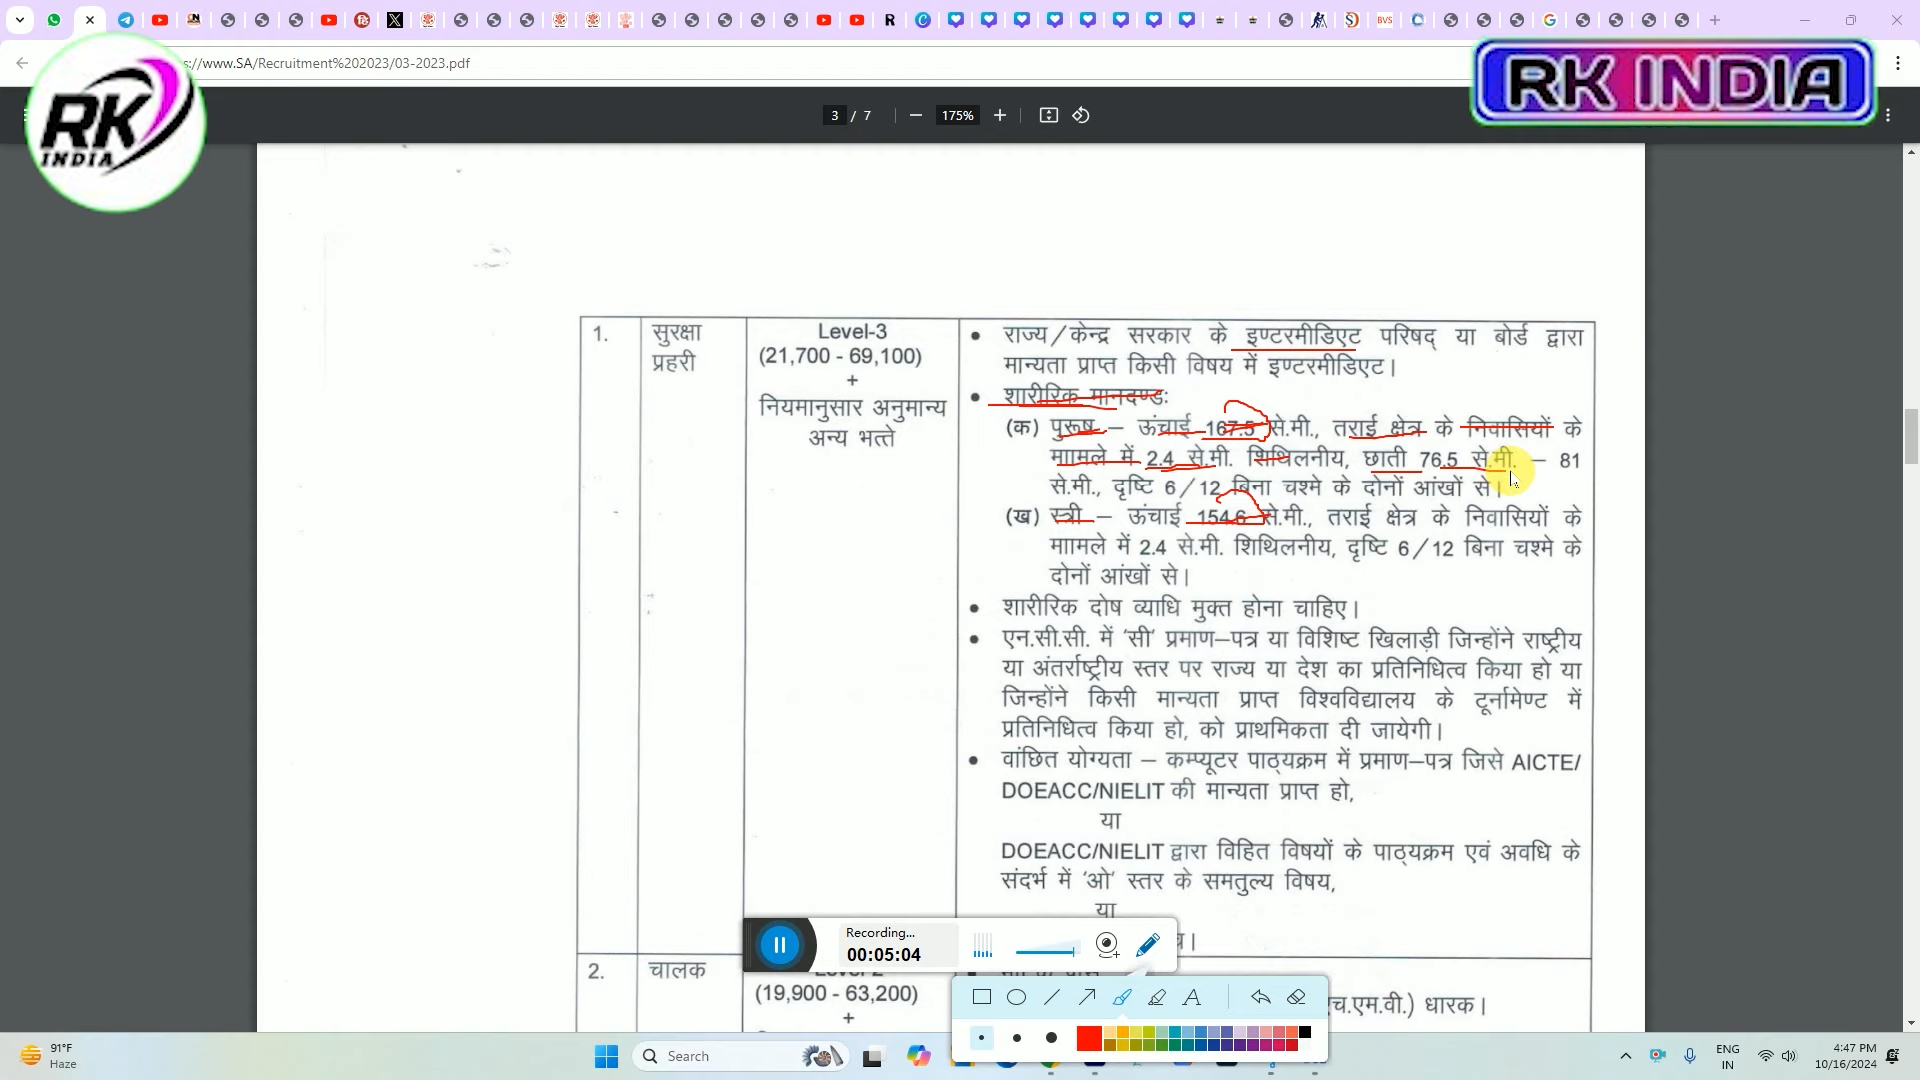 s://www.SA/Recruitment%202023/03-2023.pdf
RK
INDIA
RK INDIA
3 / 7
175%
1.
सुरक्षा
प्रहरी
Level-3
(21,700 - 69,100)
+
नियमानुसार अनुमान्य
अन्य भत्ते
• राज्य/केन्द्र सरकार के इण्टरमीडिएट परिषद् या बोर्ड द्वारा
मान्यता प्राप्त किसी विषय में इण्टरमीडिएट।
• शारीरिक मानदण्ड:
(क) पुरूष – ऊंचाई 167.5 से.मी., तराई क्षेत्र के निवासियों के
माामले में 2.4 से.मी. शिथिलनीय, छाती 76.5 से.मी. – 81
से.मी., दृष्टि 6/12 बिना चश्मे के दोनों आंखों से।
(ख) स्त्री – ऊंचाई 154.6 से.मी., तराई क्षेत्र के निवासियों के
माामले में 2.4 से.मी. शिथिलनीय, दृष्टि 6/12 बिना चश्मे के
दोनों आंखों से।
• शारीरिक दोष व्याधि मुक्त होना चाहिए।
• एन.सी.सी. में ‘सी’ प्रमाण–पत्र या विशिष्ट खिलाड़ी जिन्होंने राष्ट्रीय
या अंतर्राष्ट्रीय स्तर पर राज्य या देश का प्रतिनिधित्व किया हो या
जिन्होंने किसी मान्यता प्राप्त विश्वविद्यालय के टूर्नामेण्ट में
प्रतिनिधित्व किया हो, को प्राथमिकता दी जायेगी।
• वांछित योग्यता – कम्प्यूटर पाठ्यक्रम में प्रमाण–पत्र जिसे AICTE/
DOEACC/NIELIT की मान्यता प्राप्त हो,
या
DOEACC/NIELIT द्वारा विहित विषयों के पाठ्यक्रम एवं अवधि के
संदर्भ में ‘ओ’ स्तर के समतुल्य विषय,
या
2.
चालक
(19,900 - 63,200)
+
च.एम.वी.) धारक।
Recording...
00:05:04
91°F
Haze
Search
ENG
IN
4:47 PM
10/16/2024